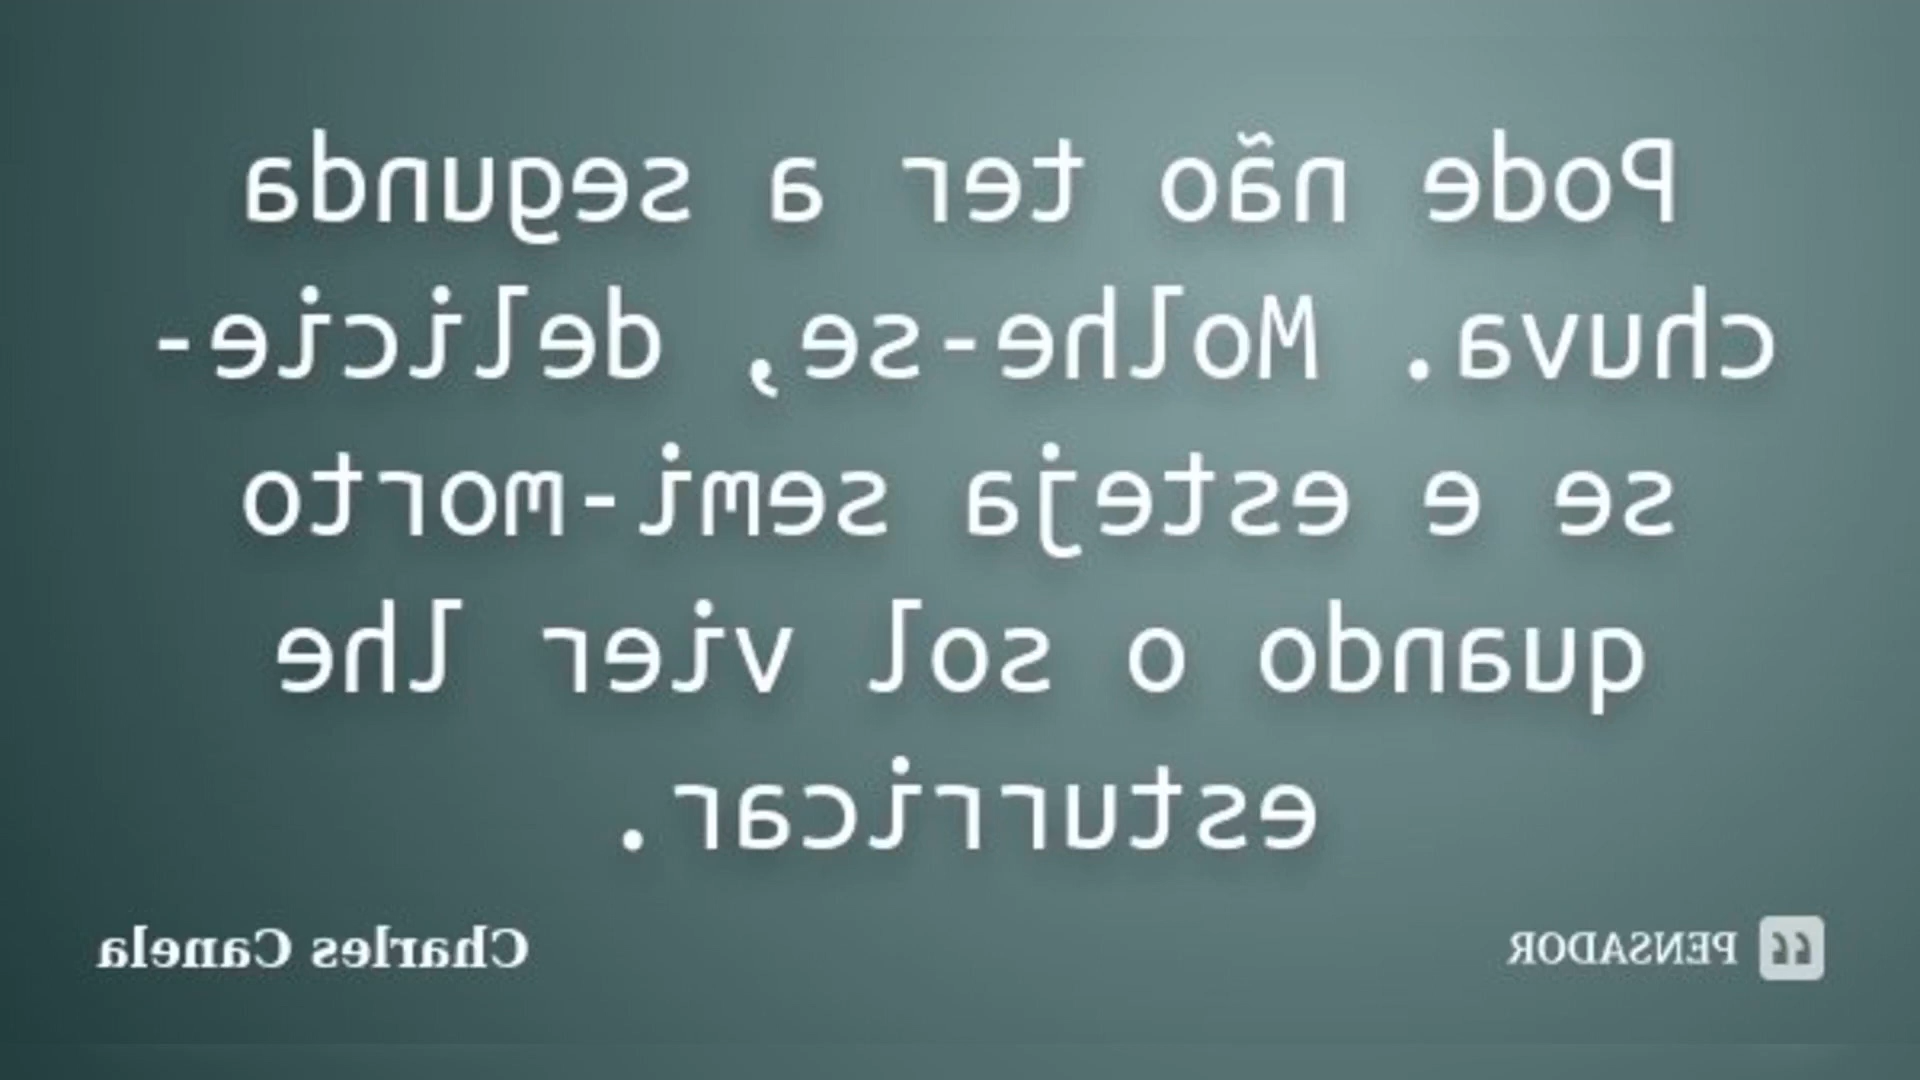 Pode não ter a segunda
chuva. Molhe-se, delicie-
se e esteja semi-morto
quando o sol vier lhe
esturricar.
PENSADOR
Charles Canela